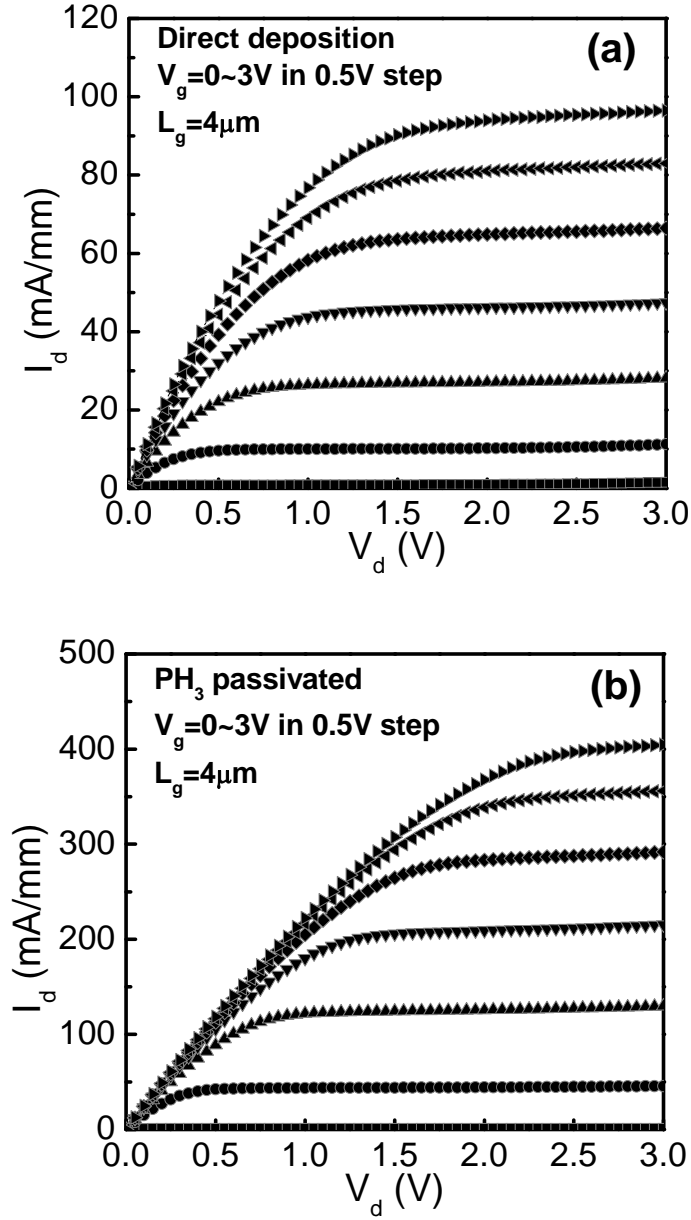 120
100
80
60
40
20
0
I_d (mA/mm)
Direct deposition
V_g=0~3V in 0.5V step
L_g=4μm
(a)
0.0 0.5 1.0 1.5 2.0 2.5 3.0
V_d (V)
500
400
300
200
100
0
I_d (mA/mm)
PH_3 passivated
V_g=0~3V in 0.5V step
L_g=4μm
(b)
0.0 0.5 1.0 1.5 2.0 2.5 3.0
V_d (V)